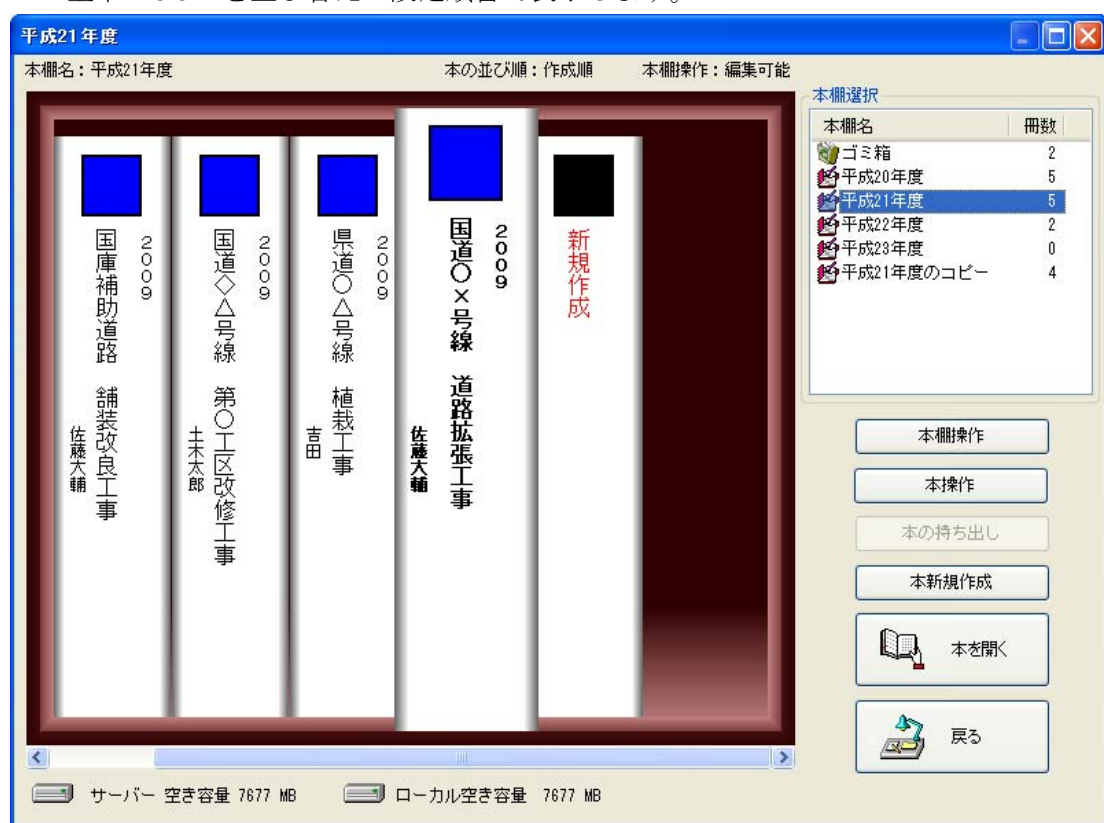 平成21年度
本棚名：平成21年度
本の並び順：作成順
本棚操作：編集可能
2009
国庫補助道路　舗装改良工事
佐藤大輔
2009
国道◇△号線　第○工区改修工事
土木太郎
2009
県道○△号線　植栽工事
吉田
2009
国道○×号線　道路拡張工事
佐藤大輔
新規作成
本棚選択
本棚名 冊数
ゴミ箱 2
平成20年度 5
平成21年度 5
平成22年度 2
平成23年度 0
平成21年度のコピー 4
本棚操作
本操作
本の持ち出し
本新規作成
本を開く
戻る
サーバー 空き容量 7677 MB
ローカル空き容量 7677 MB